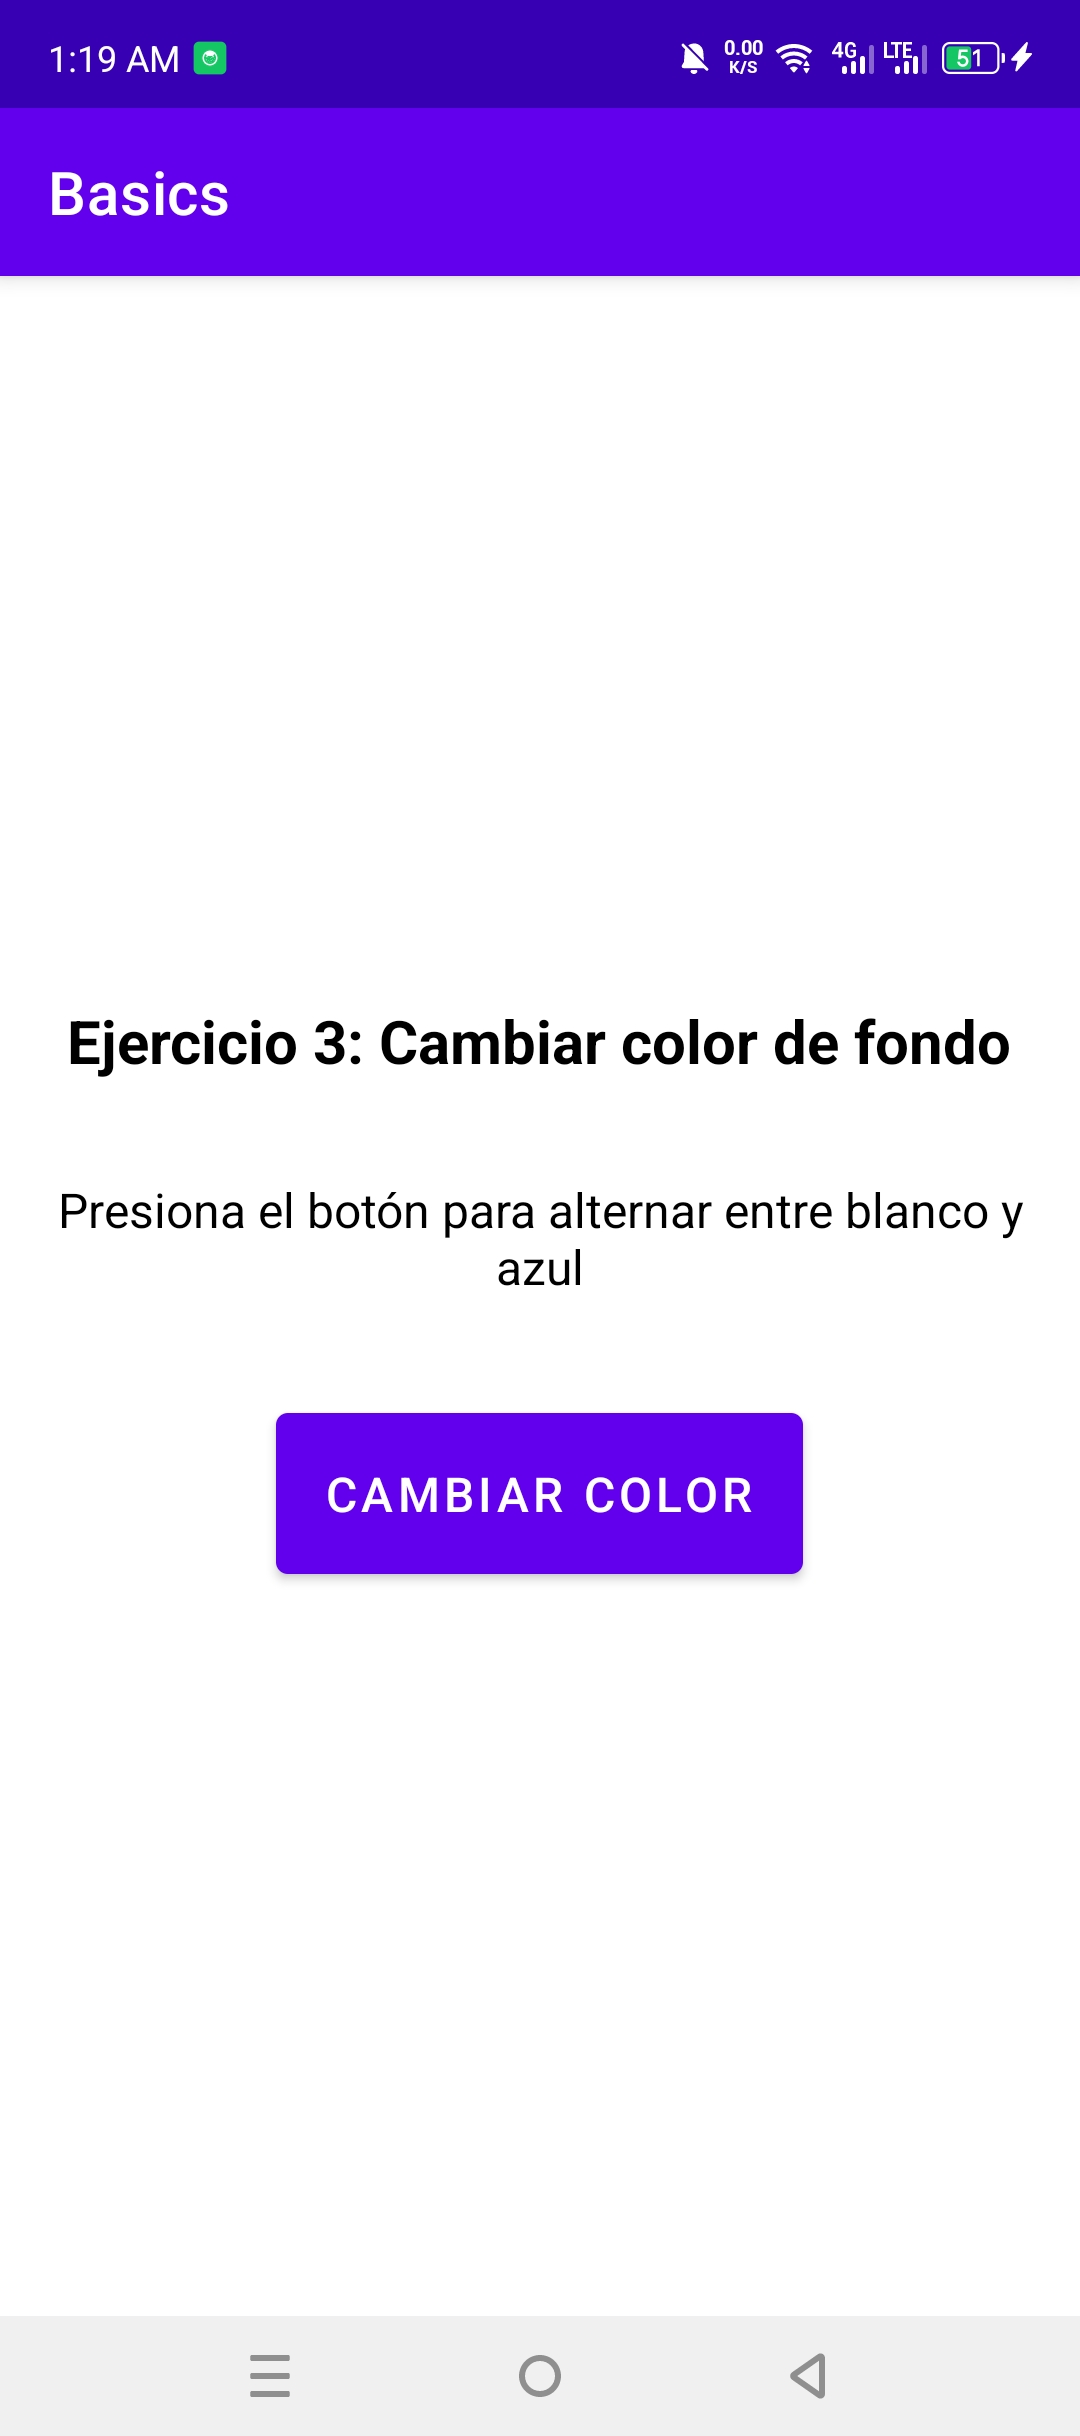 1:19 AM
0.00
K/S
4G
LTE
51
Basics
Ejercicio 3: Cambiar color de fondo
Presiona el botón para alternar entre blanco y
azul
CAMBIAR COLOR